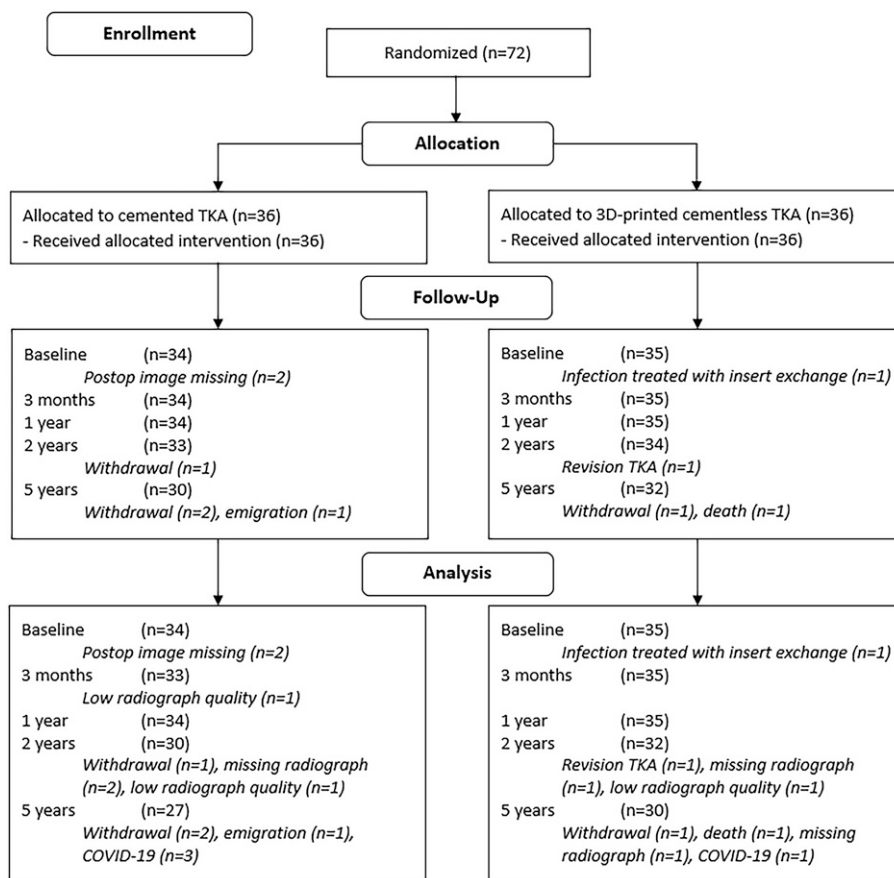 Enrollment
Randomized (n=72)
Allocation
Allocated to cemented TKA (n=36)
- Received allocated intervention (n=36)
Allocated to 3D-printed cementless TKA (n=36)
- Received allocated intervention (n=36)
Follow-Up
Baseline (n=34)
Postop image missing (n=2)
3 months (n=34)
1 year (n=34)
2 years (n=33)
Withdrawal (n=1)
5 years (n=30)
Withdrawal (n=2), emigration (n=1)
Baseline (n=35)
Infection treated with insert exchange (n=1)
3 months (n=35)
1 year (n=35)
2 years (n=34)
Revision TKA (n=1)
5 years (n=32)
Withdrawal (n=1), death (n=1)
Analysis
Baseline (n=34)
Postop image missing (n=2)
3 months (n=33)
Low radiograph quality (n=1)
1 year (n=34)
2 years (n=30)
Withdrawal (n=1), missing radiograph
(n=2), low radiograph quality (n=1)
5 years (n=27)
Withdrawal (n=2), emigration (n=1),
COVID-19 (n=3)
Baseline (n=35)
Infection treated with insert exchange (n=1)
3 months (n=35)
1 year (n=35)
2 years (n=32)
Revision TKA (n=1), missing radiograph
(n=1), low radiograph quality (n=1)
5 years (n=30)
Withdrawal (n=1), death (n=1), missing
radiograph (n=1), COVID-19 (n=1)